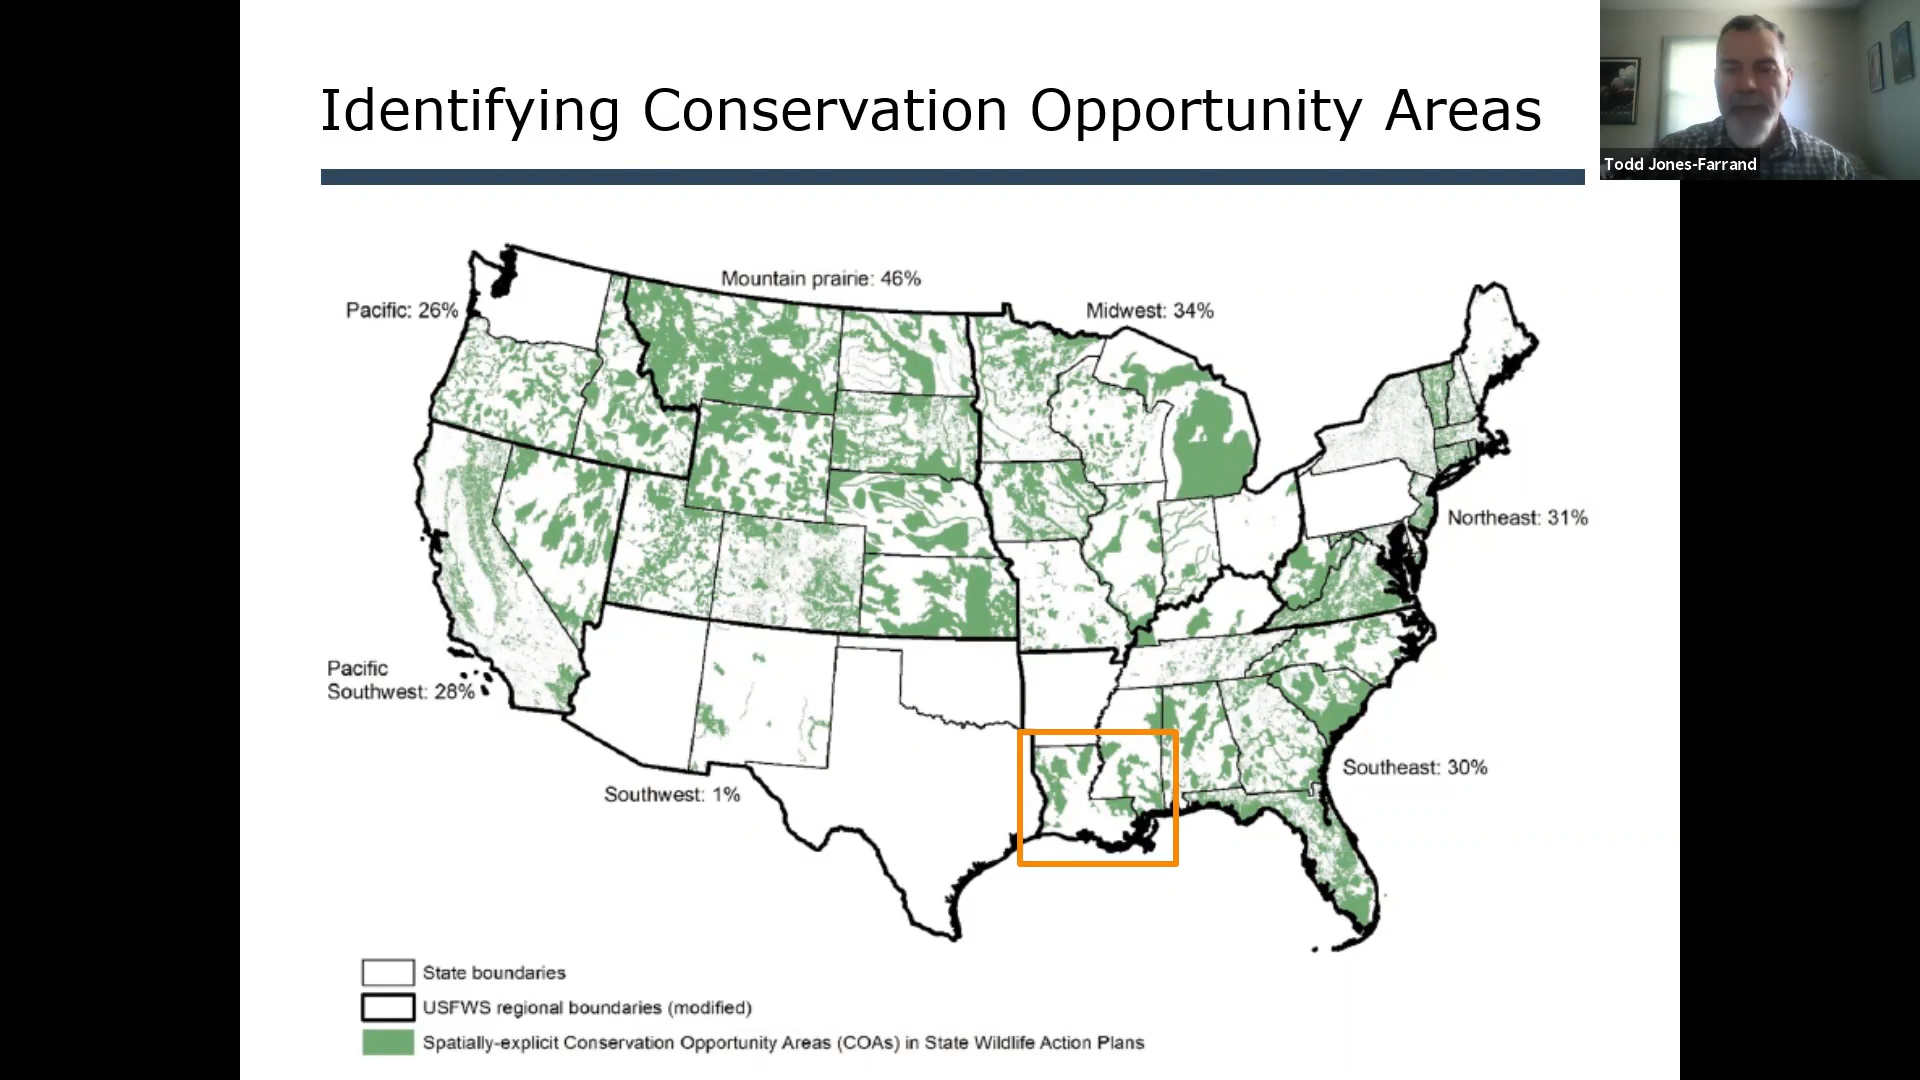 Identifying Conservation Opportunity Areas
Todd Jones-Farrand
Mountain prairie: 46%
Pacific: 26%
Midwest: 34%
Northeast: 31%
Pacific
Southwest: 28%
Southeast: 30%
Southwest: 1%
State boundaries
USFWS regional boundaries (modified)
Spatially-explicit Conservation Opportunity Areas (COAs) in State Wildlife Action Plans